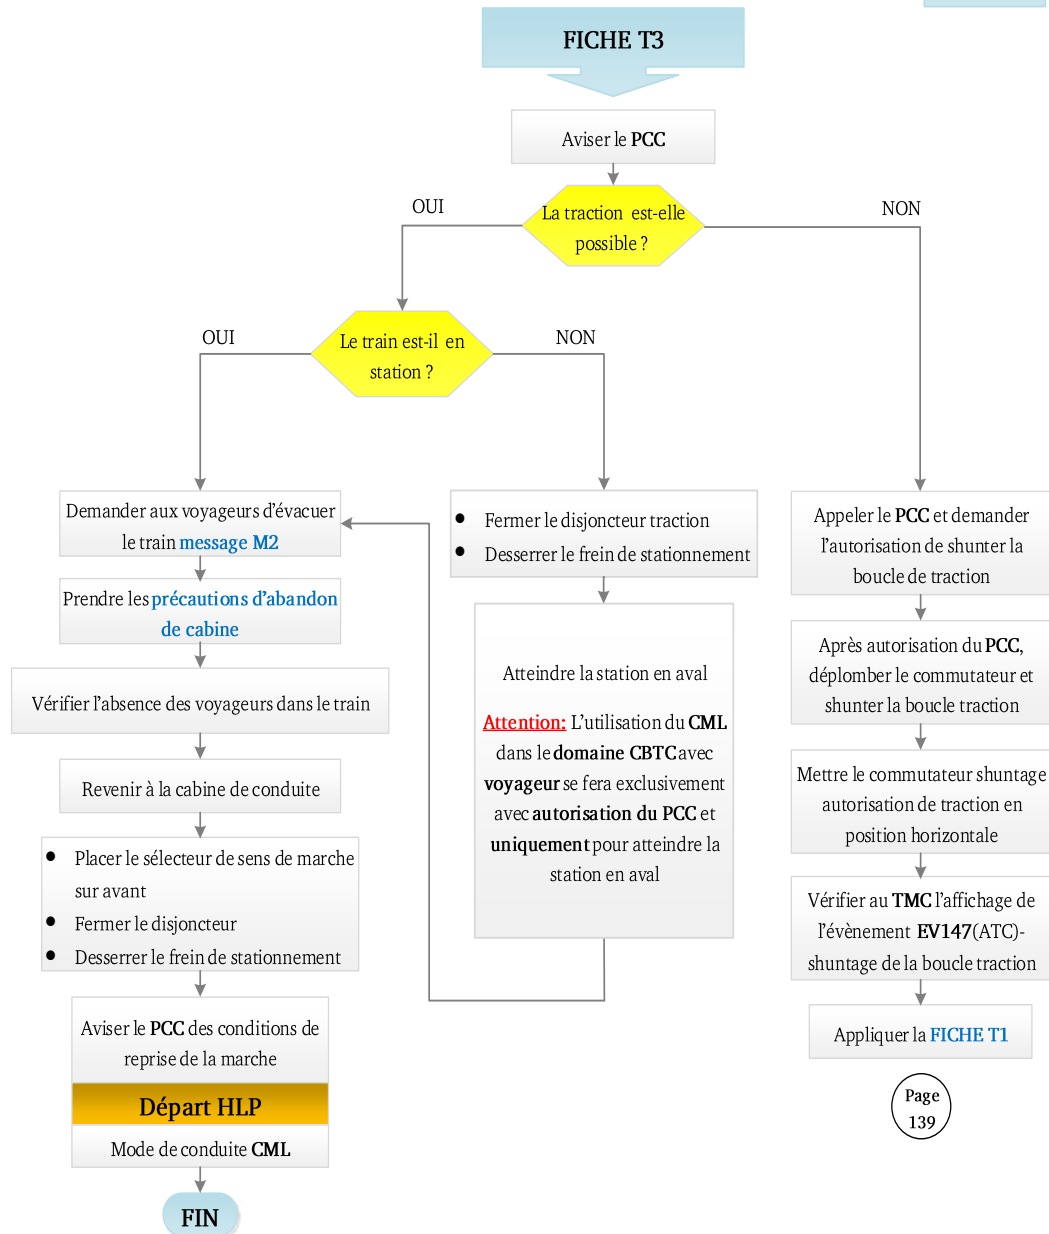 FICHE T3
Aviser le PCC
La traction est-elle
possible ?
OUI
NON
Le train est-il en
station ?
OUI
NON
Demander aux voyageurs d’évacuer
le train message M2
Prendre les précautions d’abandon
de cabine
Vérifier l’absence des voyageurs dans le train
Revenir à la cabine de conduite
• Placer le sélecteur de sens de marche
sur avant
• Fermer le disjoncteur
• Desserrer le frein de stationnement
Aviser le PCC des conditions de
reprise de la marche
Départ HLP
Mode de conduite CML
FIN
• Fermer le disjoncteur traction
• Desserrer le frein de stationnement
Atteindre la station en aval
Attention: L’utilisation du CML
dans le domaine CBTC avec
voyageur se fera exclusivement
avec autorisation du PCC et
uniquement pour atteindre la
station en aval
Appeler le PCC et demander
l’autorisation de shunter la
boucle de traction
Après autorisation du PCC,
déplomber le commutateur et
shunter la boucle traction
Mettre le commutateur shuntage
autorisation de traction en
position horizontale
Vérifier au TMC l’affichage de
l’évènement EV147(ATC)-
shuntage de la boucle traction
Appliquer la FICHE T1
Page
139